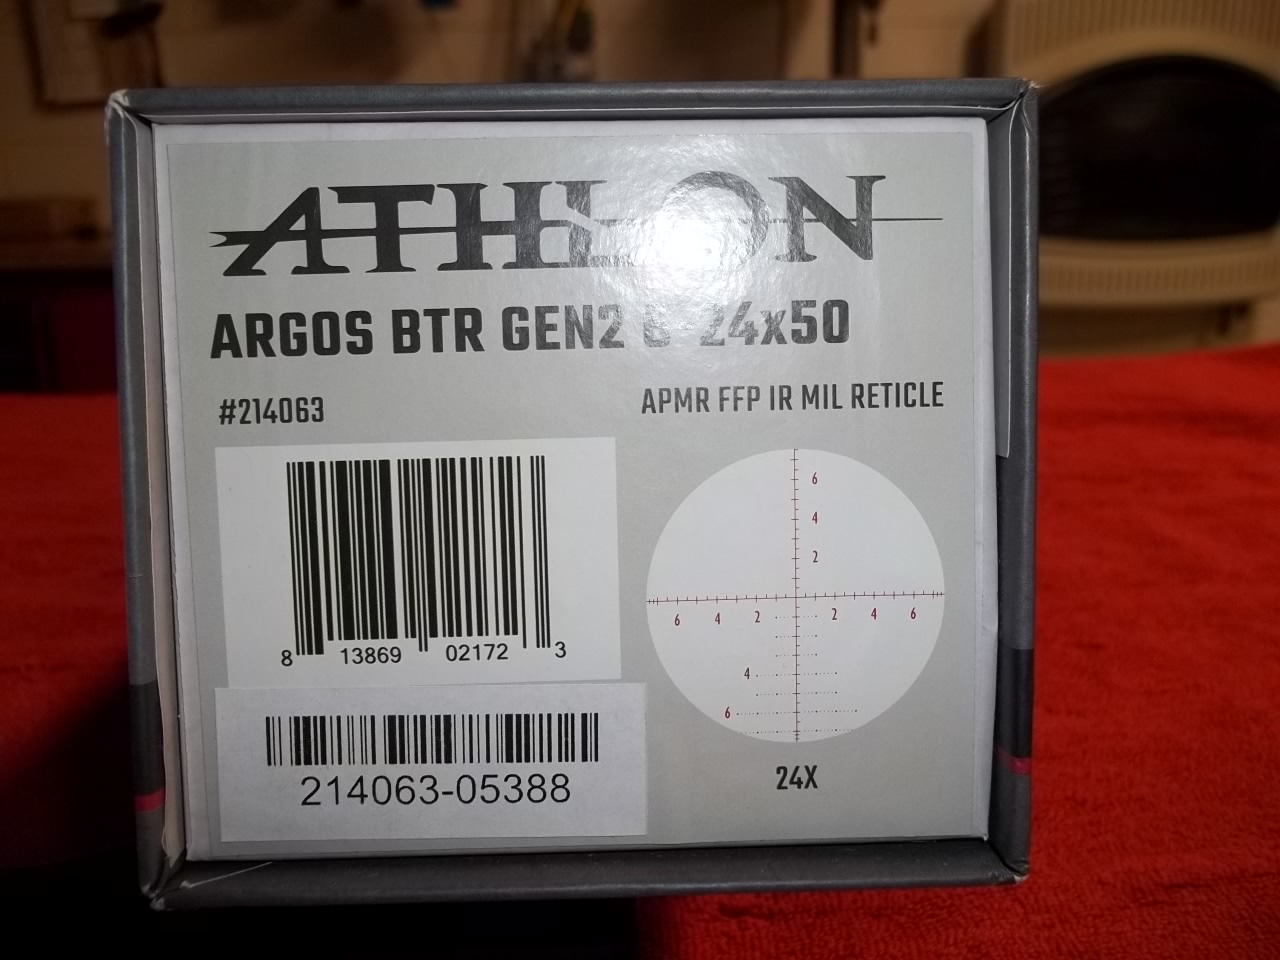 ATHLON
ARGOS BTR GEN2 6-24x50
#214063
APMR FFP IR MIL RETICLE
8 13869 02172 3
214063-05388
6
4
2
6 4 2 2 4 6
4
6
24X